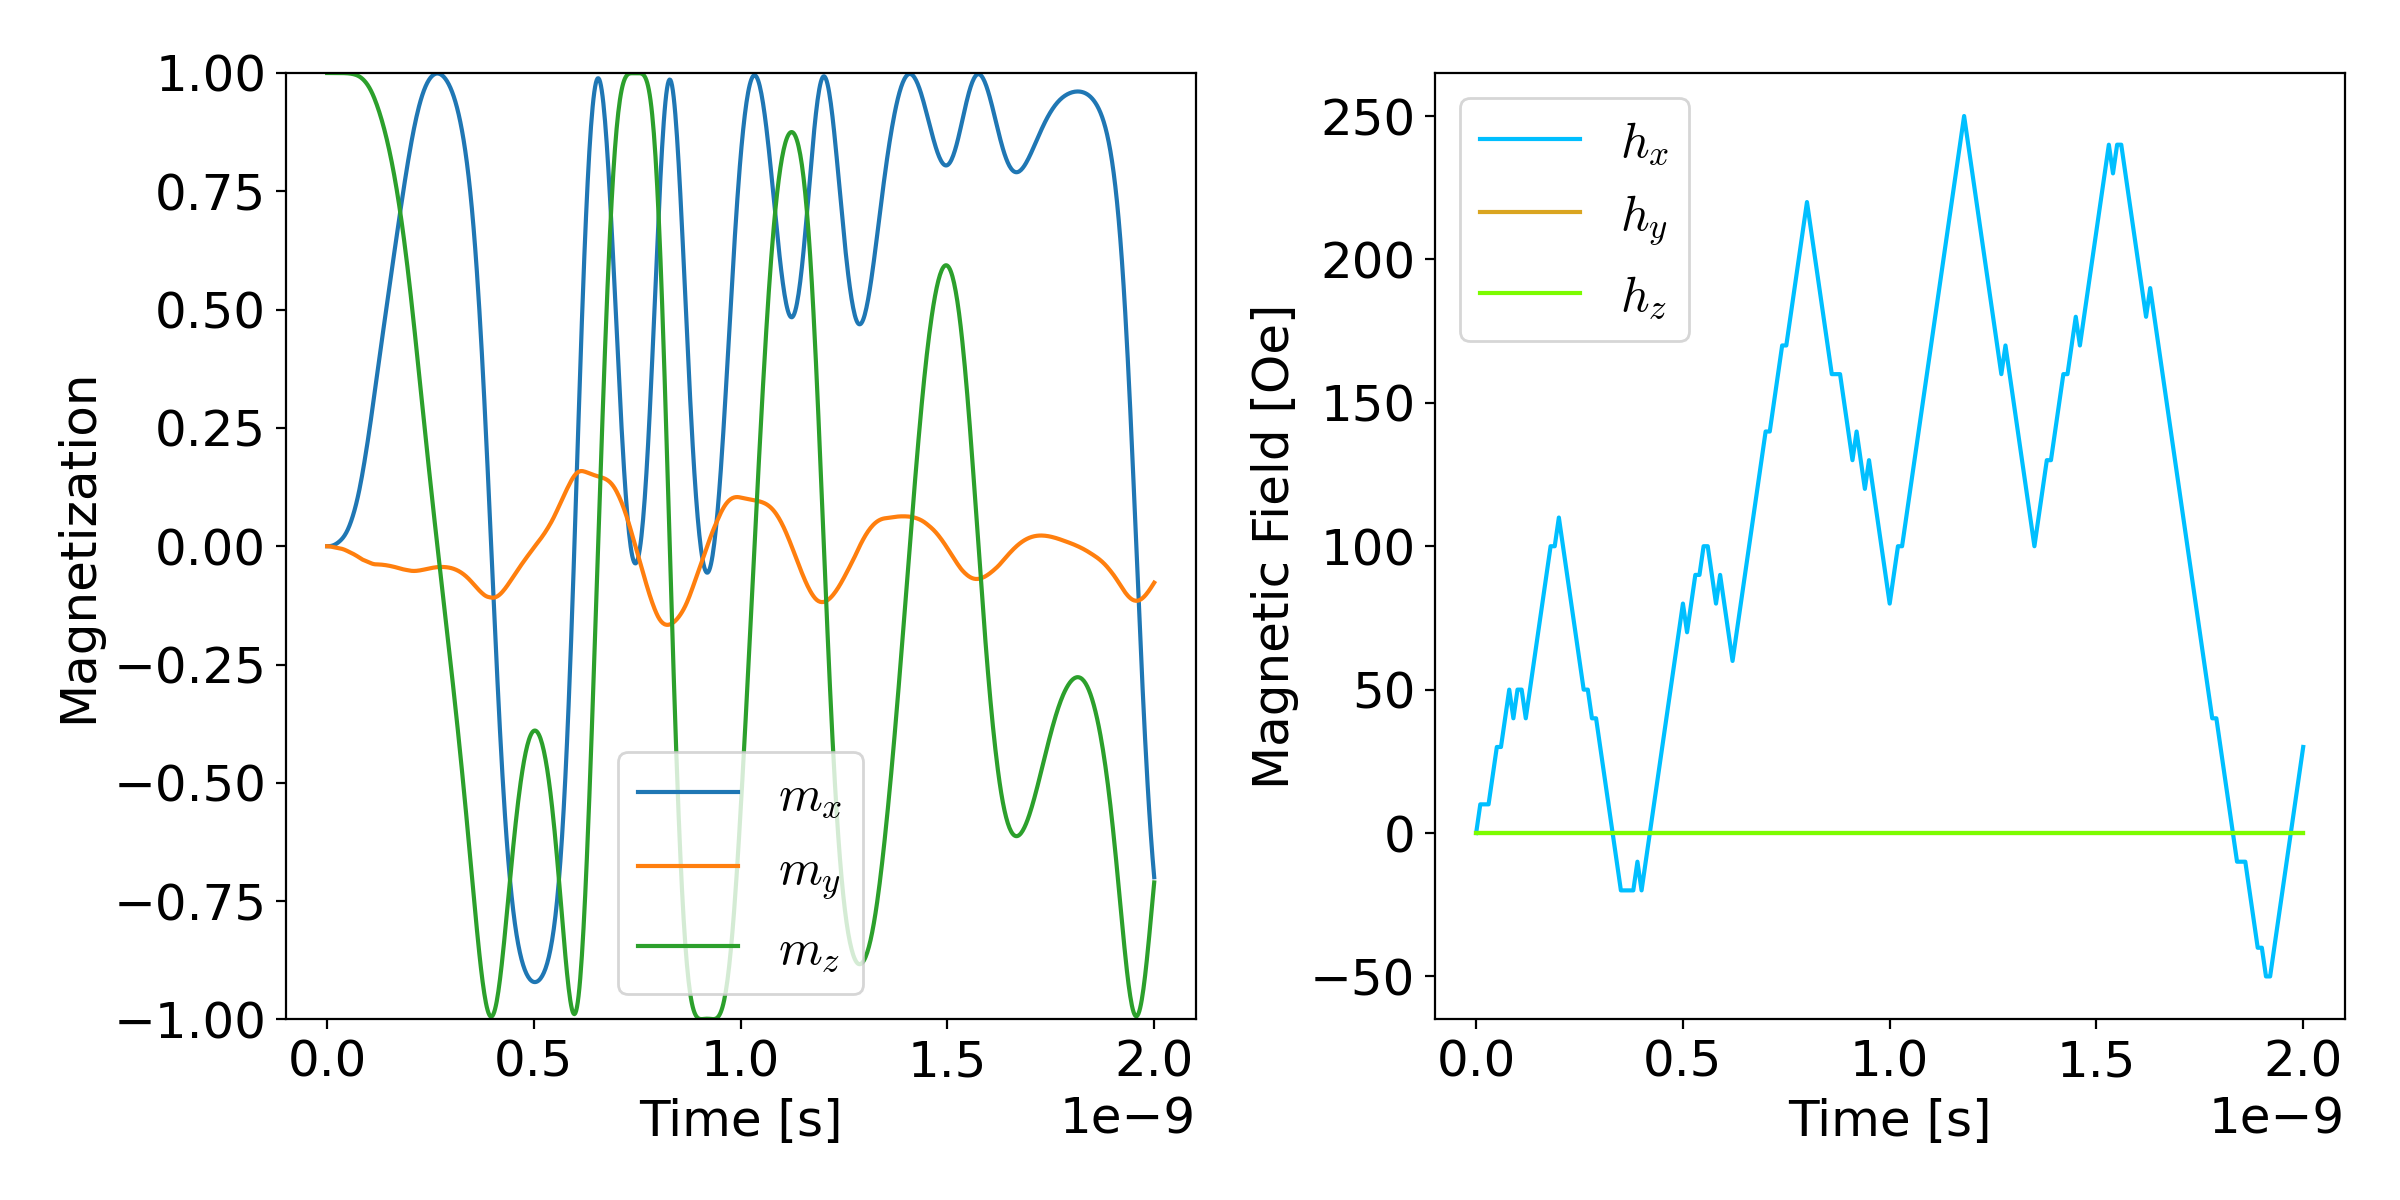 Magnetization
1.00
0.75
0.50
0.25
0.00
−0.25
−0.50
−0.75
−1.00
m_x
m_y
m_z
0.0 0.5 1.0 1.5 2.0
Time [s]
1e−9
Magnetic Field [Oe]
250
200
150
100
50
0
−50
h_x
h_y
h_z
0.0 0.5 1.0 1.5 2.0
Time [s]
1e−9